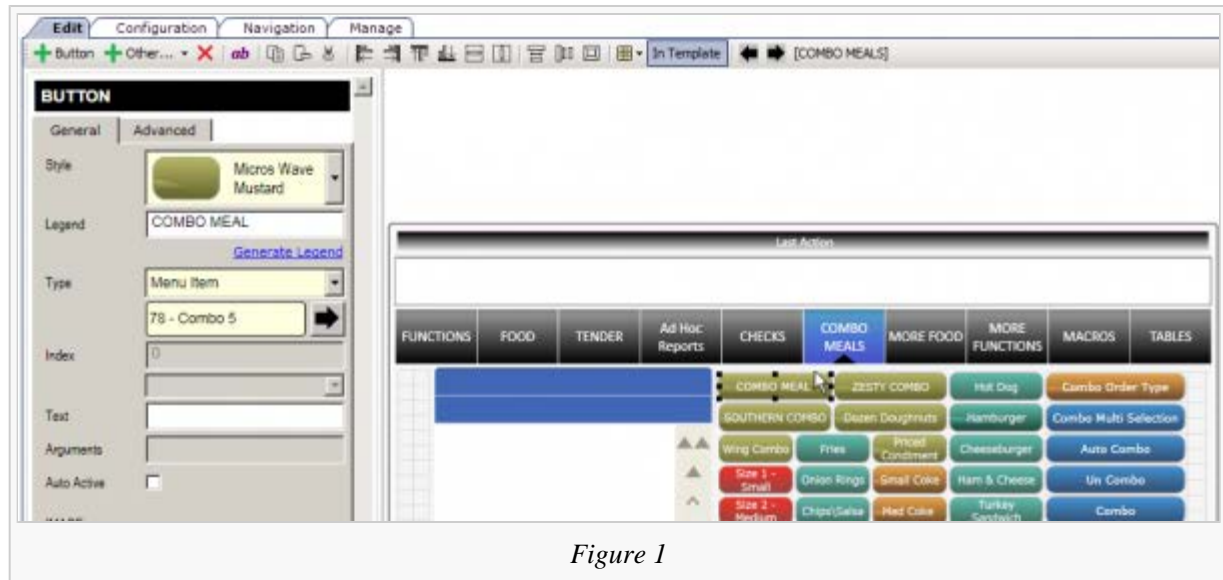 Edit Configuration Navigation Manage
Button Other... ab In Template [COMBO MEALS]
BUTTON
General Advanced
Style Micros Wave Mustard
Legend COMBO MEAL
Generate Legend
Type Menu Item
78 - Combo 5
Index 0
Text
Arguments
Auto Active
Last Action
FUNCTIONS FOOD TENDER Ad Hoc Reports CHECKS COMBO MEALS MORE FOOD MORE FUNCTIONS MACROS TABLES
COMBO MEAL ZESTY COMBO Hot Dog Combo Order Type
SOUTHERN COMBO Dozen Doughnuts Hamburger Combo Multi Selection
Wing Combo Fries Priced Condiment Cheeseburger Auto Combo
Size 1 - Small Onion Rings Small Coke Ham & Cheese Un Combo
Size 2 - Medium Chips\Salsa Med Coke Turkey Sandwich Combo
Figure 1